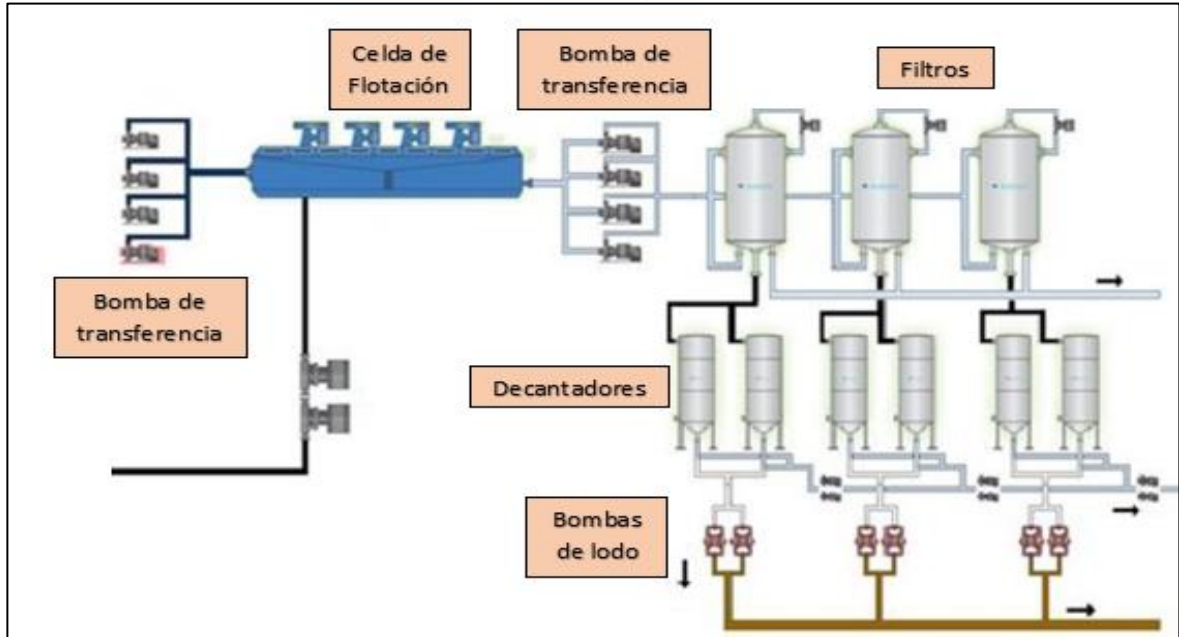 Celda de
Flotación
Bomba de
transferencia
Filtros
Bomba de
transferencia
Decantadores
Bombas
de lodo